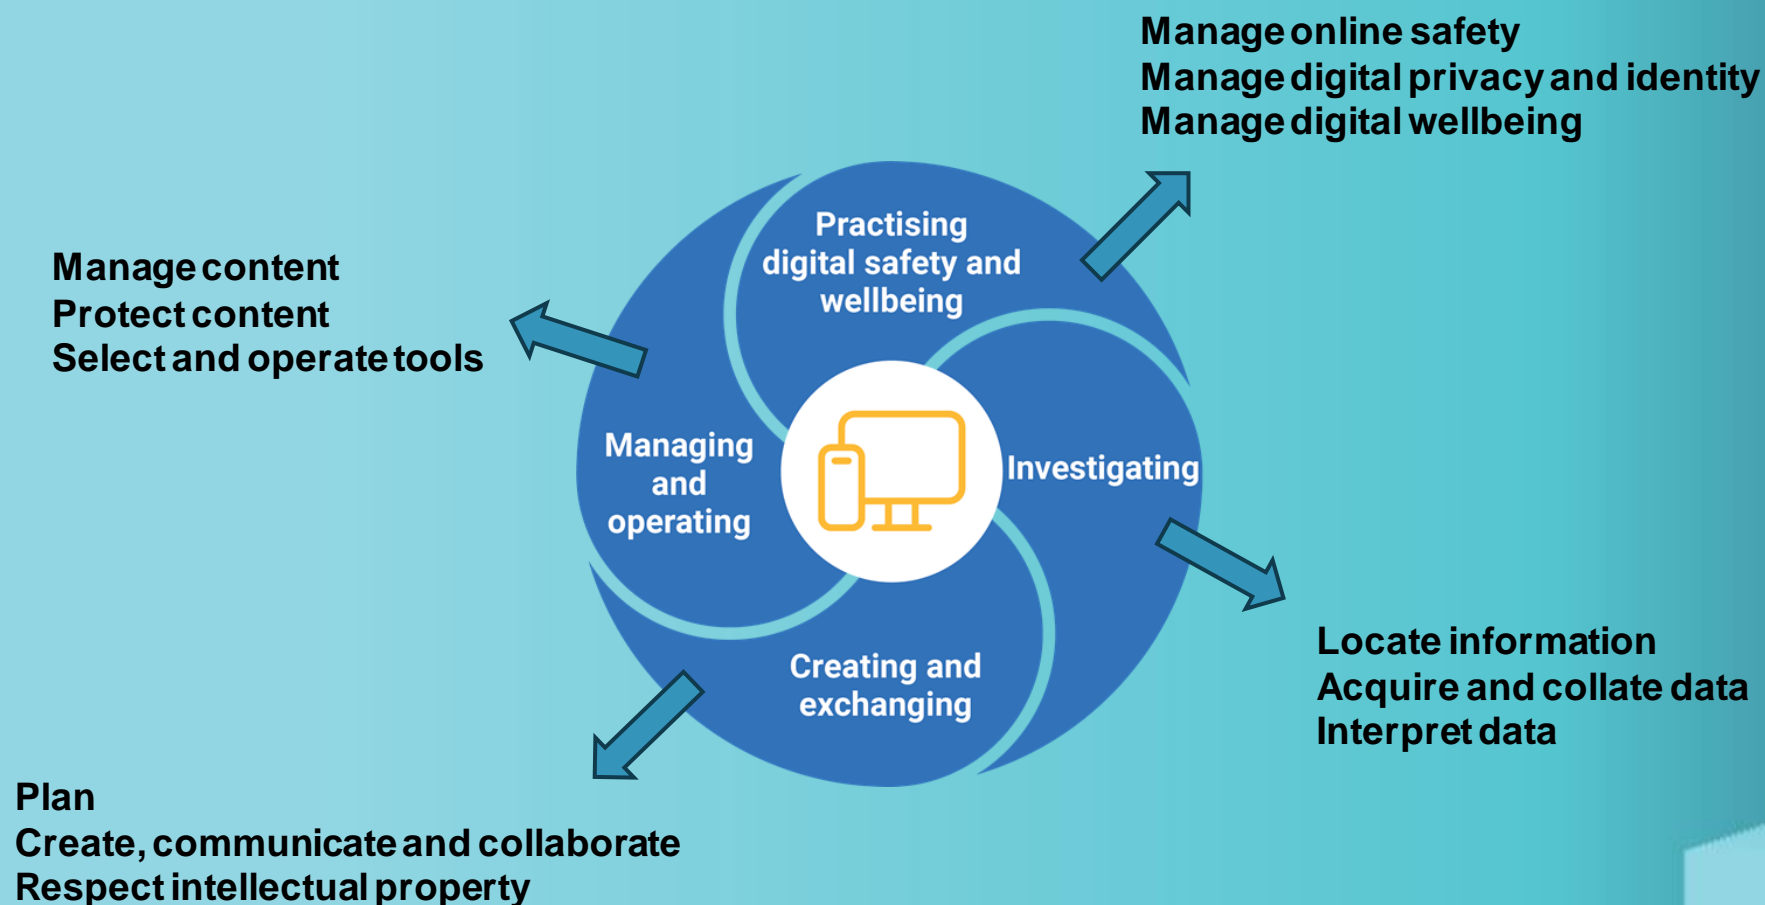 Manage online safety
Manage digital privacy and identity
Manage digital wellbeing
Practising
digital safety and
wellbeing
Manage content
Protect content
Select and operate tools
Managing
and
operating
Investigating
Locate information
Acquire and collate data
Interpret data
Creating and
exchanging
Plan
Create, communicate and collaborate
Respect intellectual property